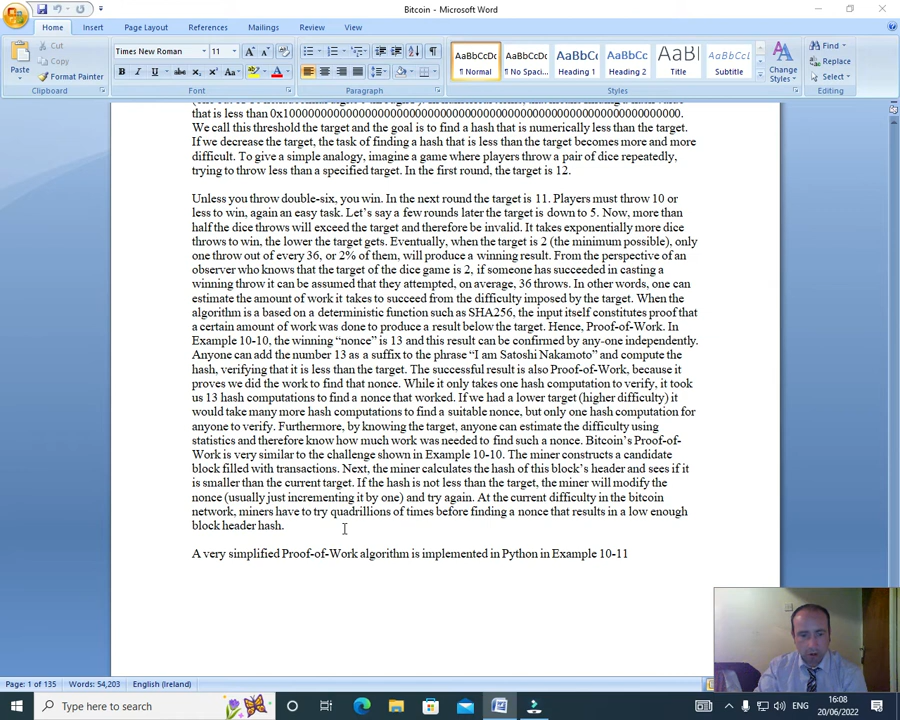 Bitcoin - Microsoft Word
Home Insert Page Layout References Mailings Review View
Paste
Cut
Copy
Format Painter
Clipboard
Times New Roman 11
Font
Paragraph
AaBbCcDc AaBbCcDc AaBbC AaBbCc AaBl AaBbCcL
¶ Normal ¶ No Spaci... Heading 1 Heading 2 Title Subtitle
Change Styles
Styles
Find
Replace
Select
Editing
that is less than
We call this threshold the target and the goal is to find a hash that is numerically less than the target.
If we decrease the target, the task of finding a hash that is less than the target becomes more and more
difficult. To give a simple analogy, imagine a game where players throw a pair of dice repeatedly,
trying to throw less than a specified target. In the first round, the target is 12.
Unless you throw double-six, you win. In the next round the target is 11. Players must throw 10 or
less to win, again an easy task. Let's say a few rounds later the target is down to 5. Now, more than
half the dice throws will exceed the target and therefore be invalid. It takes exponentially more dice
throws to win, the lower the target gets. Eventually, when the target is 2 (the minimum possible), only
one throw out of every 36, or 2% of them, will produce a winning result. From the perspective of an
observer who knows that the target of the dice game is 2, if someone has succeeded in casting a
winning throw it can be assumed that they attempted, on average, 36 throws. In other words, one can
estimate the amount of work it takes to succeed from the difficulty imposed by the target. When the
algorithm is a based on a deterministic function such as SHA256, the input itself constitutes proof that
a certain amount of work was done to produce a result below the target. Hence, Proof-of-Work. In
Example 10-10, the winning “nonce” is 13 and this result can be confirmed by any-one independently.
Anyone can add the number 13 as a suffix to the phrase “I am Satoshi Nakamoto” and compute the
hash, verifying that it is less than the target. The successful result is also Proof-of-Work, because it
proves we did the work to find that nonce. While it only takes one hash computation to verify, it took
us 13 hash computations to find a nonce that worked. If we had a lower target (higher difficulty) it
would take many more hash computations to find a suitable nonce, but only one hash computation for
anyone to verify. Furthermore, by knowing the target, anyone can estimate the difficulty using
statistics and therefore know how much work was needed to find such a nonce. Bitcoin's Proof-of-
Work is very similar to the challenge shown in Example 10-10. The miner constructs a candidate
block filled with transactions. Next, the miner calculates the hash of this block's header and sees if it
is smaller than the current target. If the hash is not less than the target, the miner will modify the
nonce (usually just incrementing it by one) and try again. At the current difficulty in the bitcoin
network, miners have to try quadrillions of times before finding a nonce that results in a low enough
block header hash.
A very simplified Proof-of-Work algorithm is implemented in Python in Example 10-11
Page: 1 of 135 Words: 54,203 English (Ireland)
Type here to search
ENG
16:08
20/06/2022